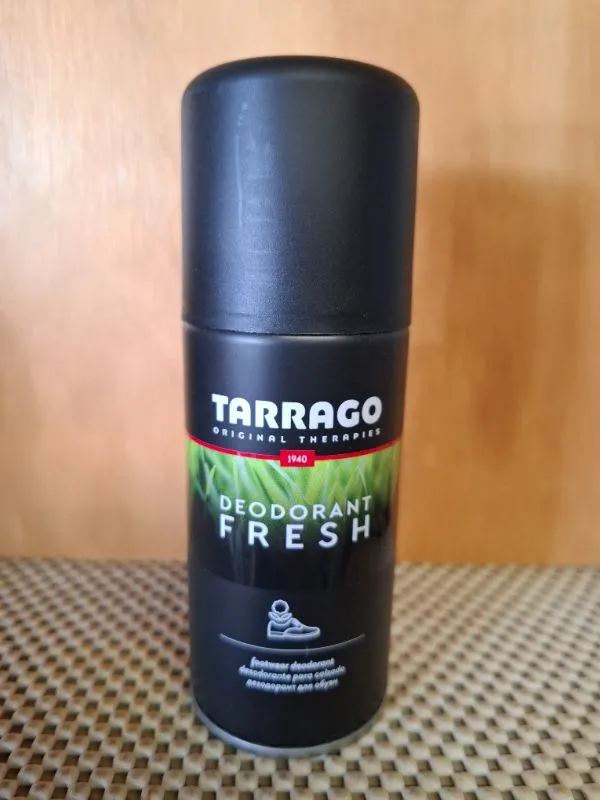 TARRAGO
ORIGINAL THERAPIES
1940
DEODORANT
FRESH
footwear deodorant
desodorante para calzado
дезодорант для обуви